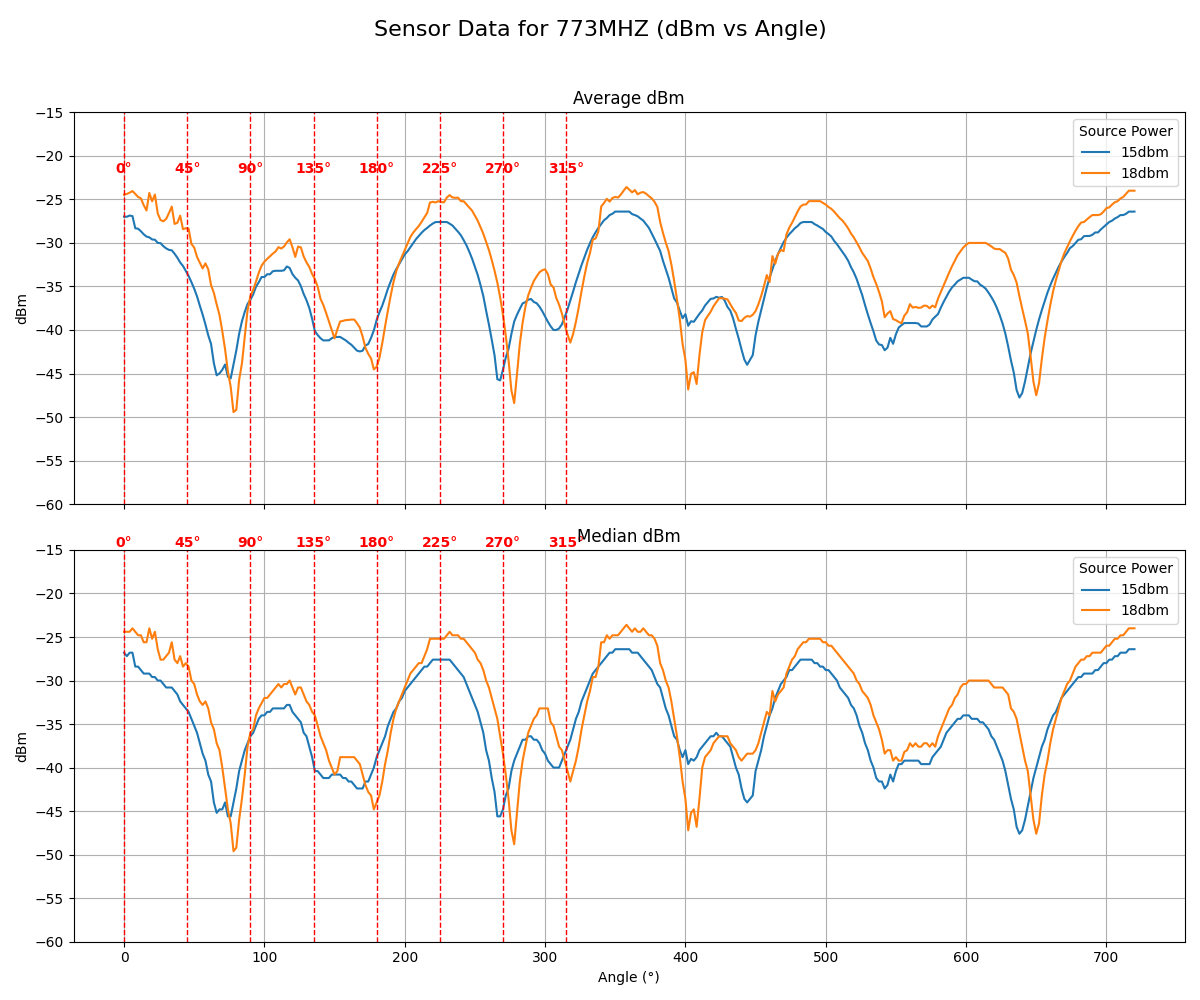 Sensor Data for 773MHZ (dBm vs Angle)
Average dBm
−15
−20
−25
−30
−35
−40
−45
−50
−55
−60
dBm
0° 45° 90° 135° 180° 225° 270° 315°
Source Power
15dbm
18dbm
Median dBm
0° 45° 90° 135° 180° 225° 270° 315°
−15
−20
−25
−30
−35
−40
−45
−50
−55
−60
dBm
Source Power
15dbm
18dbm
0 100 200 300 400 500 600 700
Angle (°)